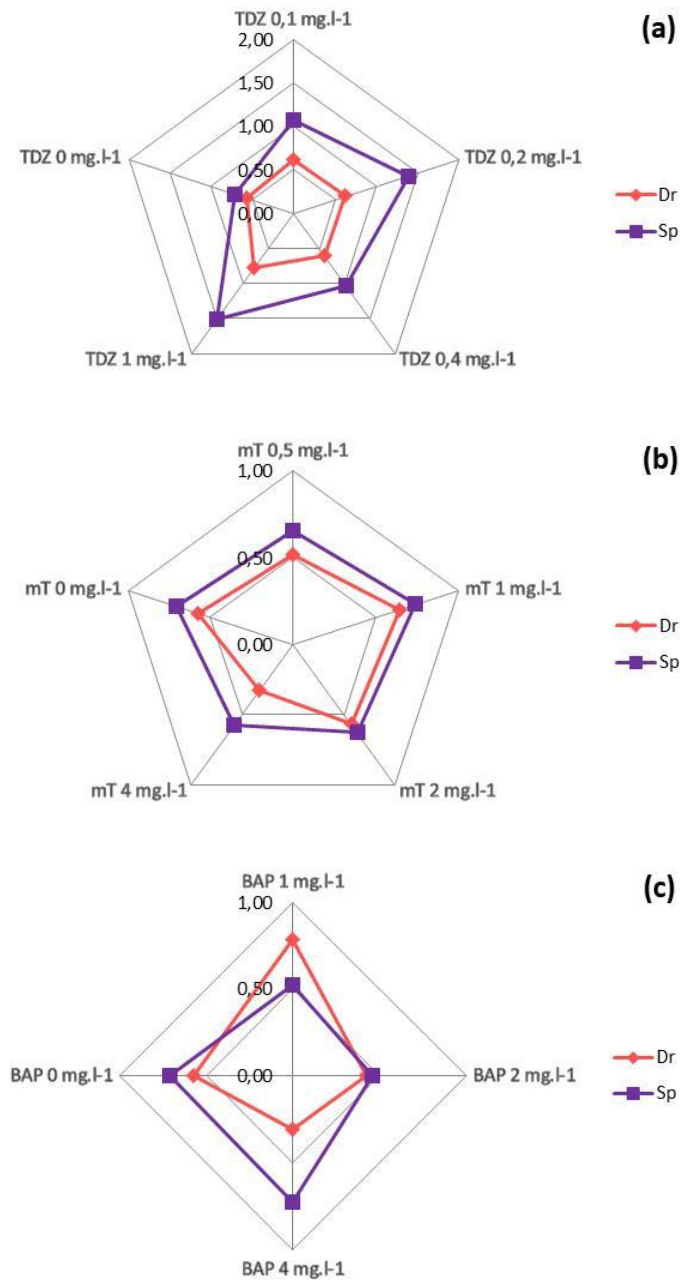 TDZ 0,1 mg.l-1
(a)
2,00
1,50
1,00
0,50
0,00
TDZ 0 mg.l-1
TDZ 0,2 mg.l-1
Dr
Sp
TDZ 1 mg.l-1
TDZ 0,4 mg.l-1
mT 0,5 mg.l-1
(b)
1,00
0,50
0,00
mT 0 mg.l-1
mT 1 mg.l-1
Dr
Sp
mT 4 mg.l-1
mT 2 mg.l-1
BAP 1 mg.l-1
(c)
1,00
0,50
0,00
BAP 0 mg.l-1
BAP 2 mg.l-1
Dr
Sp
BAP 4 mg.l-1